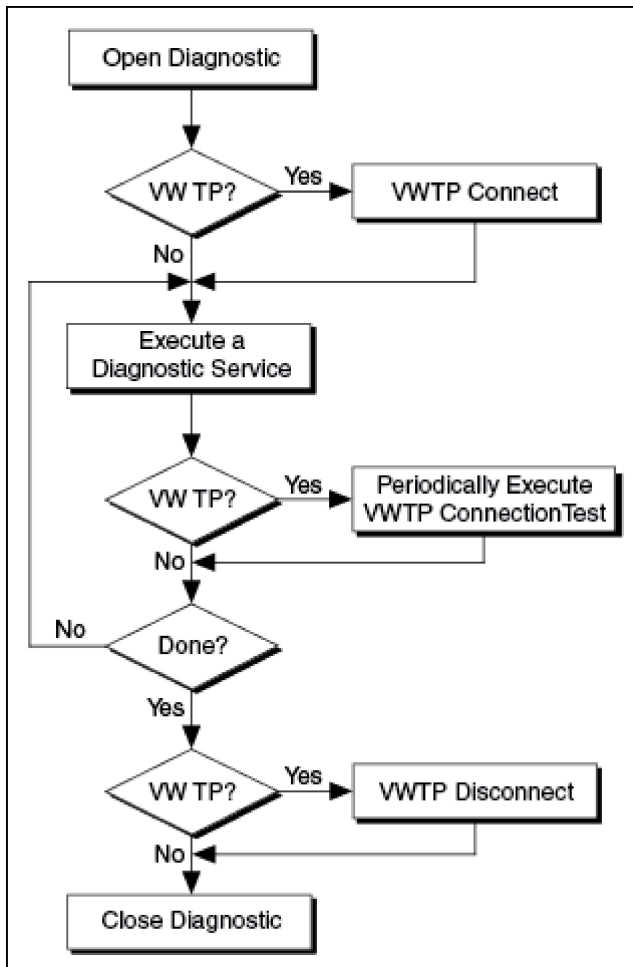 Open Diagnostic
VW TP?
Yes
VWTP Connect
No
Execute a
Diagnostic Service
VW TP?
Yes
Periodically Execute
VWTP ConnectionTest
No
No
Done?
Yes
VW TP?
Yes
VWTP Disconnect
No
Close Diagnostic